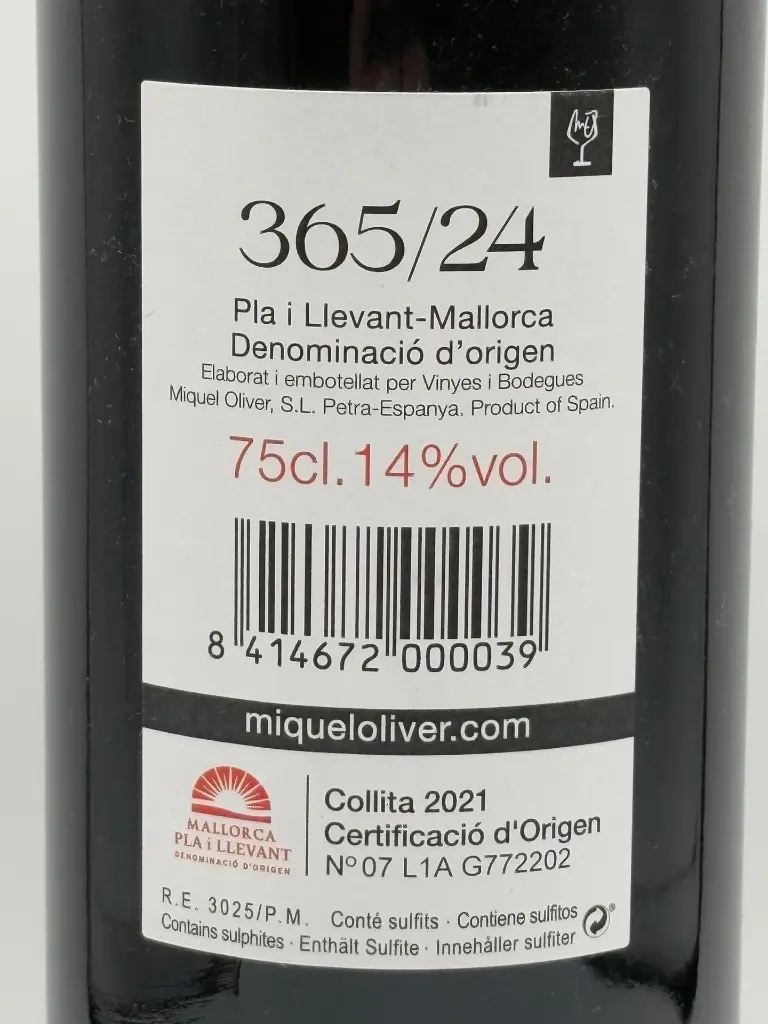 365/24
Pla i Llevant-Mallorca
Denominació d'origen
Elaborat i embotellat per Vinyes i Bodegues
Miquel Oliver, S.L. Petra-Espanya. Product of Spain.
75cl.14%vol.
8 414672 000039
miqueloliver.com
MALLORCA
PLA i LLEVANT
DENOMINACIÓ D'ORIGEN
Collita 2021
Certificació d'Origen
Nº 07 L1A G772202
R.E. 3025/P.M. Conté sulfits · Contiene sulfitos
Contains sulphites · Enthält Sulfite · Innehåller sulfiter